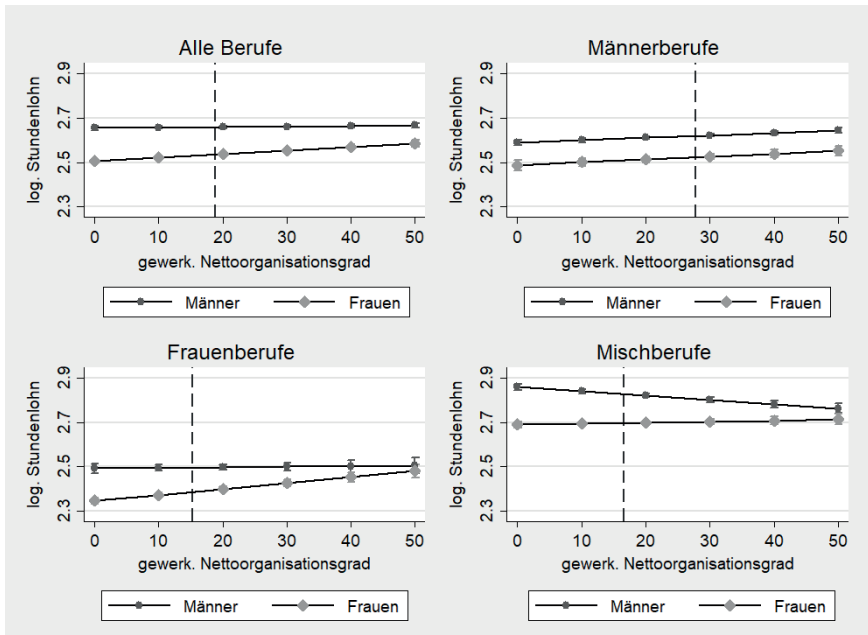 Alle Berufe
log. Stundenlohn
2.9
2.7
2.5
2.3
0 10 20 30 40 50
gewerk. Nettoorganisationsgrad
Männer Frauen
Männerberufe
log. Stundenlohn
2.9
2.7
2.5
2.3
0 10 20 30 40 50
gewerk. Nettoorganisationsgrad
Männer Frauen
Frauenberufe
log. Stundenlohn
2.9
2.7
2.5
2.3
0 10 20 30 40 50
gewerk. Nettoorganisationsgrad
Männer Frauen
Mischberufe
log. Stundenlohn
2.9
2.7
2.5
2.3
0 10 20 30 40 50
gewerk. Nettoorganisationsgrad
Männer Frauen